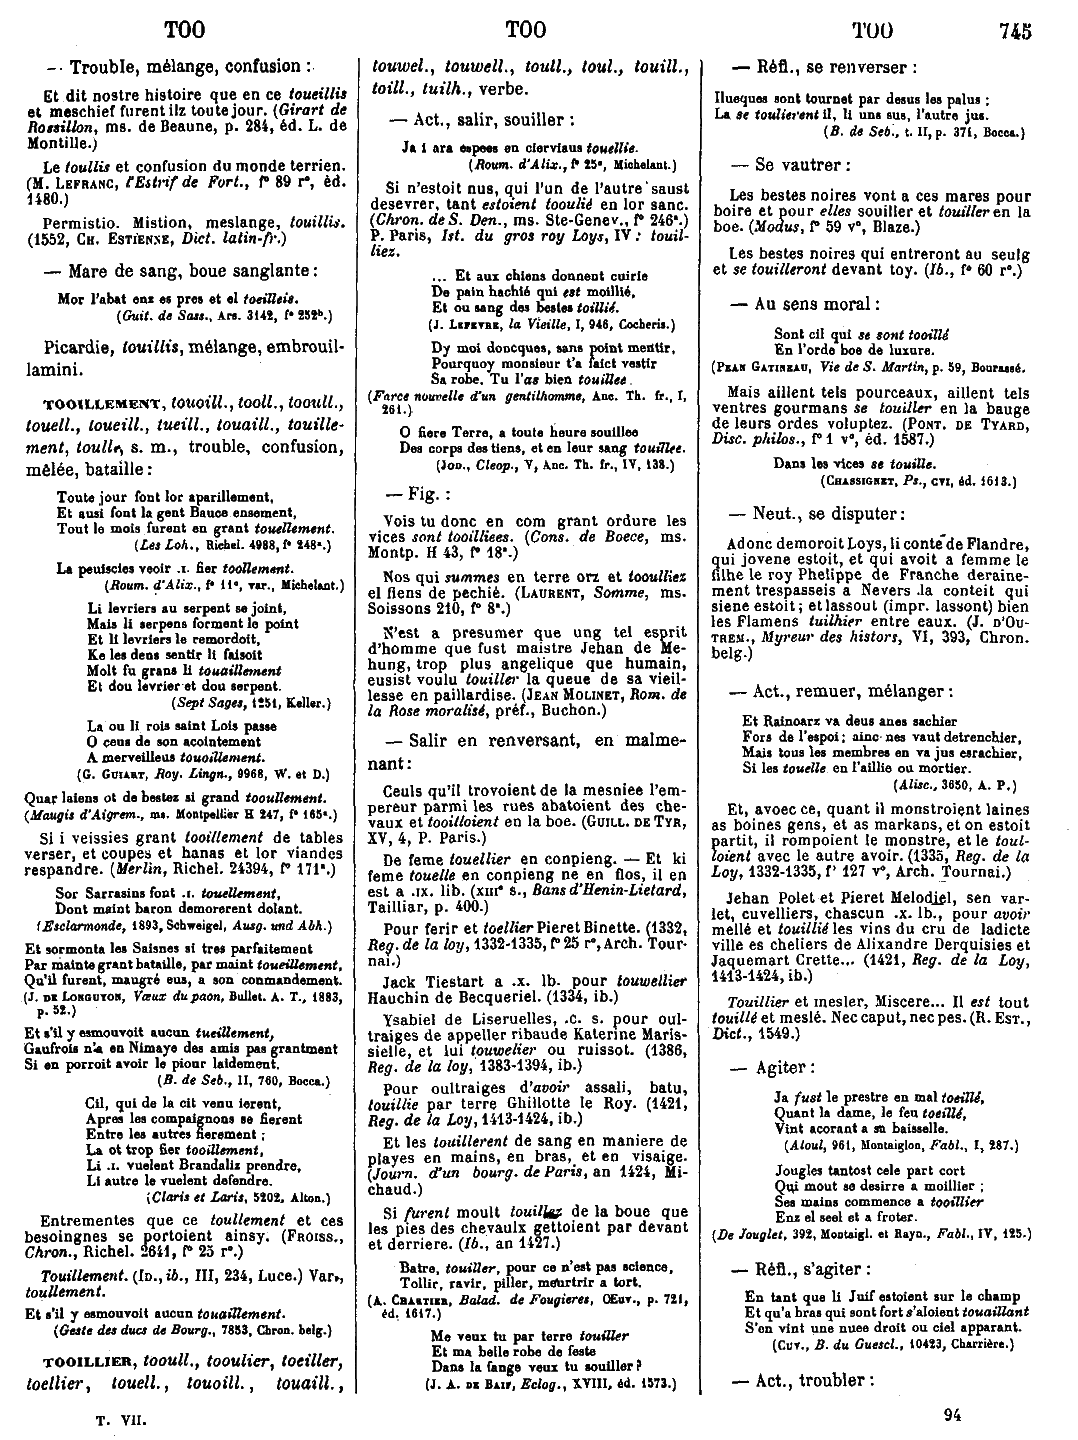 TOO TOO TOO 745
— Trouble, mélange, confusion :
Et dit nostre histoire que en ce toueillis
et meschief furent ilz toute jour. (Girart de
Rossillon, ms. de Beaune, p. 284, éd. L. de
Montille.)
Le toullis et confusion du monde terrien.
(M. LEFRANC, l'Estrif de Fort., f° 89 r°, éd.
1480.)
Permistio. Mistion, meslange, touillis.
(1552, CH. ESTIENNE, Dict. latin-fr.)
— Mare de sang, boue sanglante :
Mor l'abat enz es pres et el toeilleis.
(Guit. de Sass., Ars. 3142, f° 252ᵇ.)
Picardie, touillis, mélange, embrouil-
lamini.
TOOILLEMENT, touoill., tooll., tooull.,
touell., toueill., tueill., touaill., touille-
ment, toull., s. m., trouble, confusion,
mêlée, bataille :
Toute jour font lor aparillement,
Et ausi font la gent Bauce ensement,
Tout le mois furent en grant touellement.
(Les Loh., Richel. 4988, f° 248ᵃ.)
La peuiscies veoir .I. fier toollement.
(Roum. d'Alix., f° 11ᵃ, var., Michelant.)
Li levriers au serpent se joint,
Mais li serpens forment le point
Et li levriers le remordoit,
Ke les dens sentir li faisoit
Molt fu grans li touaillement
Et dou levrier et dou serpent.
(Sept Sages, 1251, Keller.)
La ou li rois saint Lois passe
O ceus de son acointement
A merveilleus touoillement.
(G. GUIART, Roy. Lingn., 9968, W. et D.)
Quar laiens ot de bestez si grand tooullement.
(Maugis d'Aigrem., ms. Montpellier H 247, f° 165ᵃ.)
Si i veissies grant tooillement de tables
verser, et coupes et hanas et lor viandes
respandre. (Merlin, Richel. 24394, f° 171ᵃ.)
Sor Sarrasins font .I. touellement,
Dont maint baron demorerent dolant.
(Esclarmonde, 1893, Schweigel, Ausg. und Abh.)
Et sormonta les Saisnes si tres parfaitement
Par mainte grant bataille, par maint toueillement,
Qu'il furent, maugré eus, a son conmandement.
(J. DE LONGUYON, Vœux du paon, Bullet. A. T., 1883,
p. 52.)
Et s'il y esmouvoit aucun tueillement,
Gaufrois n'a en Nimaye des amis pas grantment
Si en porroit avoir le piour laidement.
(B. de Seb., II, 760, Bocca.)
Cil, qui de la cit venu ierent,
Apres les compaignons se fierent
Entre les autres fierement ;
La ot trop fier tooillement,
Li .I. vuelent Brandaliz prendre,
Li autre le vuelent defendre.
(Claris et Laris, 5202, Alton.)
Entrementes que ce toullement et ces
besoingnes se portoient ainsy. (FROISS.,
Chron., Richel. 2641, f° 25 r°.)
Touillement. (ID., ib., III, 234, Luce.) Var.,
toullement.
Et s'il y esmouvoit aucun touaillement.
(Geste des ducs de Bourg., 7853, Chron. belg.)
TOOILLIER, tooull., tooulier, toeiller,
toellier, touell., touoill., touaill.,
T. VII.
touwel., touwell., toull., toul., touill.,
toill., tuilh., verbe.
— Act., salir, souiller :
Ja i ara espees en cierviaus touellie.
(Roum. d'Alix., f° 25ᵃ, Michelant.)
Si n'estoit nus, qui l'un de l'autre saust
desevrer, tant estoient tooulié en lor sanc.
(Chron. de S. Den., ms. Ste-Genev., f° 246ᵃ.)
P. Paris, Ist. du gros roy Loys, IV : touil-
liez.
... Et aux chiens donnent cuirie
De pain hachié qui est moillié,
Et ou sang des bestes toillié.
(J. LEFEVRE, la Vieille, I, 946, Cocheris.)
Dy moi doncques, sans point mentir,
Pourquoy monsieur t'a faict vestir
Sa robe. Tu l'as bien touillee.
(Farce nouvelle d'un gentilhomme, Anc. Th. fr., I,
261.)
O fiere Terre, a toute heure souillee
Des corps des tiens, et en leur sang touillee.
(JOD., Cleop., V, Anc. Th. fr., IV, 138.)
— Fig. :
Vois tu donc en com grant ordure les
vices sont tooilliees. (Cons. de Boece, ms.
Montp. H 43, f° 18ᵃ.)
Nos qui summes en terre orz et tooulliez
el fiens de pechié. (LAURENT, Somme, ms.
Soissons 210, f° 8ᵃ.)
N'est a presumer que ung tel esprit
d'homme que fust maistre Jehan de Me-
hung, trop plus angelique que humain,
eusist voulu touiller la queue de sa vieil-
lesse en paillardise. (JEAN MOLINET, Rom. de
la Rose moralisé, préf., Buchon.)
— Salir en renversant, en malme-
nant :
Ceuls qu'il trovoient de la mesniee l'em-
pereur parmi les rues abatoient des che-
vaux et tooilloient en la boe. (GUILL. DE TYR,
XV, 4, P. Paris.)
De feme touellier en conpieng. — Et ki
feme touelle en conpieng ne en flos, il en
est a .IX. lib. (XIIIᵉ s., Bans d'Henin-Lietard,
Tailliar, p. 400.)
Pour ferir et toellier Pieret Binette. (1332,
Reg. de la loy, 1332-1335, f° 25 r°, Arch. Tour-
nai.)
Jack Tiestart a .X. lb. pour touwellier
Hauchin de Becqueriel. (1334, ib.)
Ysabiel de Liseruelles, .C. s. pour oul-
traiges de appeller ribaude Katerine Maris-
sielle, et lui touwelier ou ruissot. (1386,
Reg. de la loy, 1383-1394, ib.)
Pour oultraiges d'avoir assali, batu,
touillie par terre Ghillotte le Roy. (1421,
Reg. de la Loy, 1413-1424, ib.)
Et les touillerent de sang en maniere de
playes en mains, en bras, et en visaige.
(Journ. d'un bourg. de Paris, an 1424, Mi-
chaud.)
Si furent moult touillez de la boue que
les pies des chevaulx gettoient par devant
et derriere. (Ib., an 1427.)
Batre, touiller, pour ce n'est pas science,
Tollir, ravir, piller, meurtrir a tort.
(A. CHARTIER, Balad. de Fougieres, Œuv., p. 721,
éd. 1617.)
Me veux tu par terre touiller
Et ma belle robe de feste
Dans la fange veux tu souiller ?
(J. A. DE BAIF, Eclog., XVIII, éd. 1573.)
— Réfl., se renverser :
Ilueques sont tournet par desus les palus ;
La se toulierent il, li uns sus, l'autre jus.
(B. de Seb., t. II, p. 371, Bocca.)
— Se vautrer :
Les bestes noires vont a ces mares pour
boire et pour elles souiller et touiller en la
boe. (Modus, f° 59 v°, Blaze.)
Les bestes noires qui entreront au seulg
et se touilleront devant toy. (Ib., f° 60 r°.)
— Au sens moral :
Sont cil qui se sont tooillé
En l'orde boe de luxure.
(PEAN GATINEAU, Vie de S. Martin, p. 59, Bourassé.
Mais aillent tels pourceaux, aillent tels
ventres gourmans se touiller en la bauge
de leurs ordes voluptez. (PONT. DE TYARD,
Disc. philos., f° 1 v°, éd. 1587.)
Dans les vices se touille.
(CHASSIGNET, Ps., CVI, éd. 1613.)
— Neut., se disputer :
Adonc demoroit Loys, li conte de Flandre,
qui jovene estoit, et qui avoit a femme le
filhe le roy Phelippe de Franche deraine-
ment trespasseis a Nevers .la conteit qui
siene estoit ; et lassout (impr. lassont) bien
les Flamens tuilhier entre eaux. (J. D'OU-
TREM., Myreur des histors, VI, 393, Chron.
belg.)
— Act., remuer, mélanger :
Et Rainoarz va deus anes sachier
Fors de l'espoi ; ainc nes vaut detrenchier,
Mais tous les membres en va jus esrachier,
Si les touelle en l'aillie ou mortier.
(Alisc., 3650, A. P.)
Et, avoec ce, quant il monstroient laines
as boines gens, et as markans, et on estoit
partit, il rompoient le monstre, et le toul-
loient avec le autre avoir. (1335, Reg. de la
Loy, 1332-1335, f° 127 v°, Arch. Tournai.)
Jehan Polet et Pieret Melodiel, sen var-
let, cuvelliers, chascun .X. lb., pour avoir
mellé et touillié les vins du cru de ladicte
ville es cheliers de Alixandre Derquisies et
Jaquemart Crette... (1421, Reg. de la Loy,
1413-1424, ib.)
Touillier et mesler, Miscere... Il est tout
touillé et meslé. Nec caput, nec pes. (R. EST.,
Dict., 1549.)
— Agiter :
Ja fust le prestre en mal toeillé,
Quant la dame, le feu toeillé,
Vint acorant a sa baisselle.
(Aloul, 961, Montaiglon, Fabl., I, 287.)
Jougles tantost cele part cort
Qui mout se desirre a moillier ;
Ses mains commence a tooillier
Enz el seel et a froter.
(De Jouglet, 392, Montaigl. et Rayn., Fabl., IV, 125.)
— Réfl., s'agiter :
En tant que li Juif estoient sur le champ
Et qu'a bras qui sont fort s'aloient touaillant
S'en vint une nuee droit ou ciel apparant.
(CUV., B. du Guescl., 10423, Charrière.)
— Act., troubler :
94